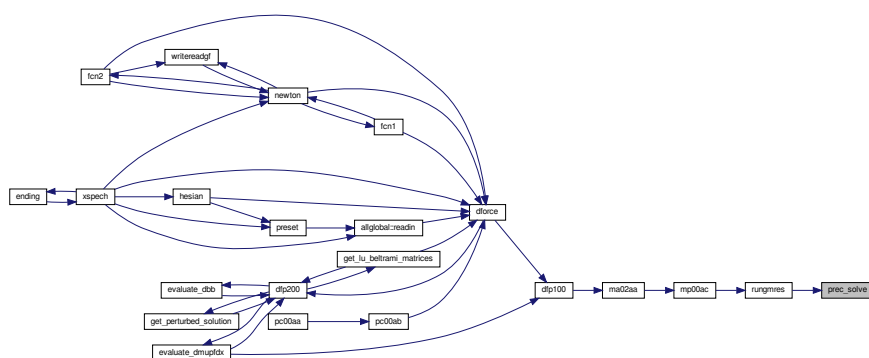 writereadgf
fcn2
newton
fcn1
ending
xspech
hesian
dforce
preset
allglobal::readin
get_lu_beltrami_matrices
evaluate_dbb
dfp200
dfp100
ma02aa
mp00ac
rungmres
prec_solve
get_perturbed_solution
pc00aa
pc00ab
evaluate_dmupfdx